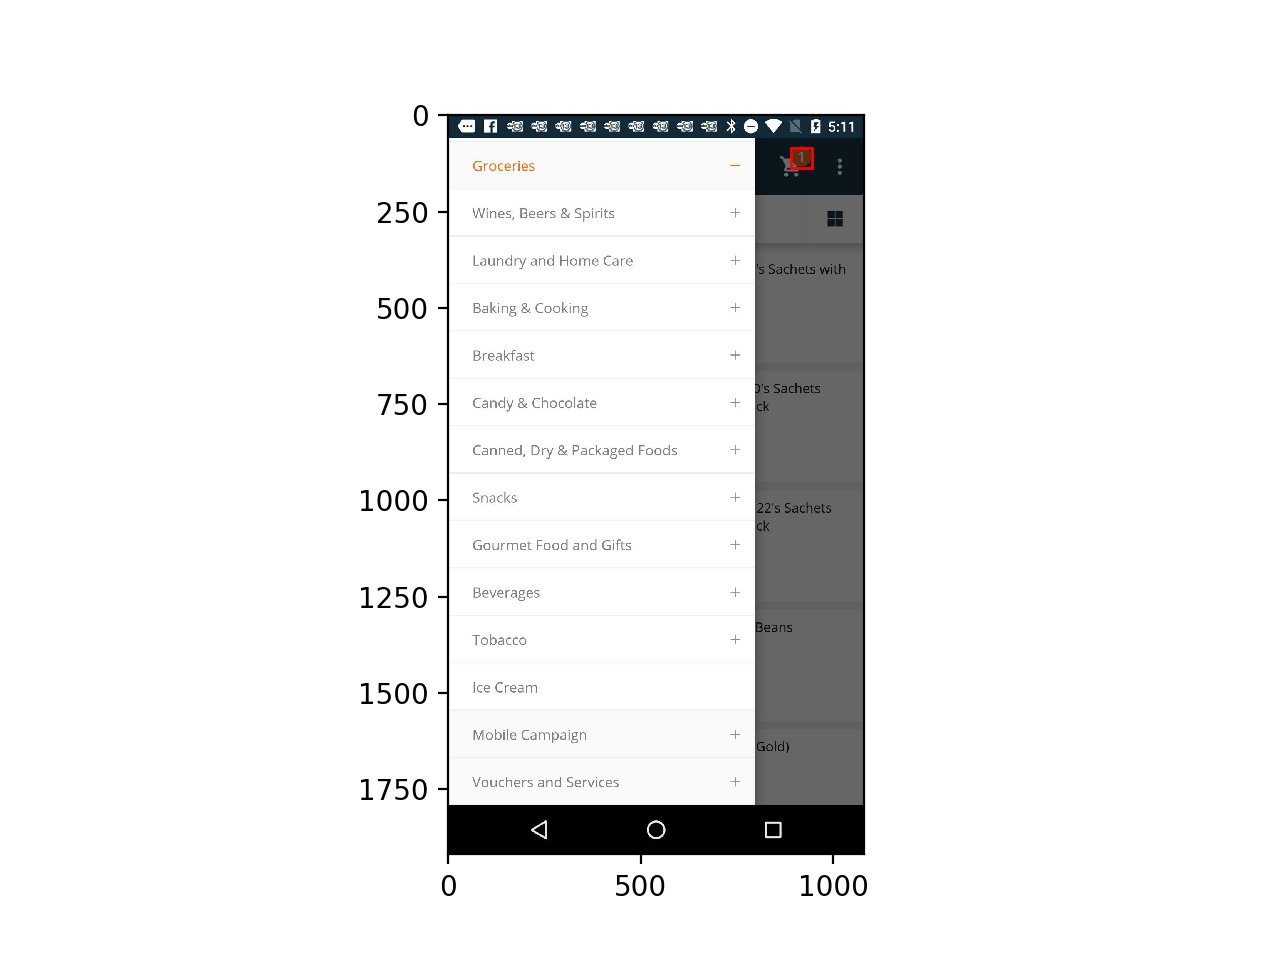 0
250
500
750
1000
1250
1500
1750
0
500
1000
5:11
1
Groceries
Wines, Beers & Spirits
Laundry and Home Care
Baking & Cooking
Breakfast
Candy & Chocolate
Canned, Dry & Packaged Foods
Snacks
Gourmet Food and Gifts
Beverages
Tobacco
Ice Cream
Mobile Campaign
Vouchers and Services
's Sachets with
0's Sachets
ck
22's Sachets
ck
Beans
Gold)